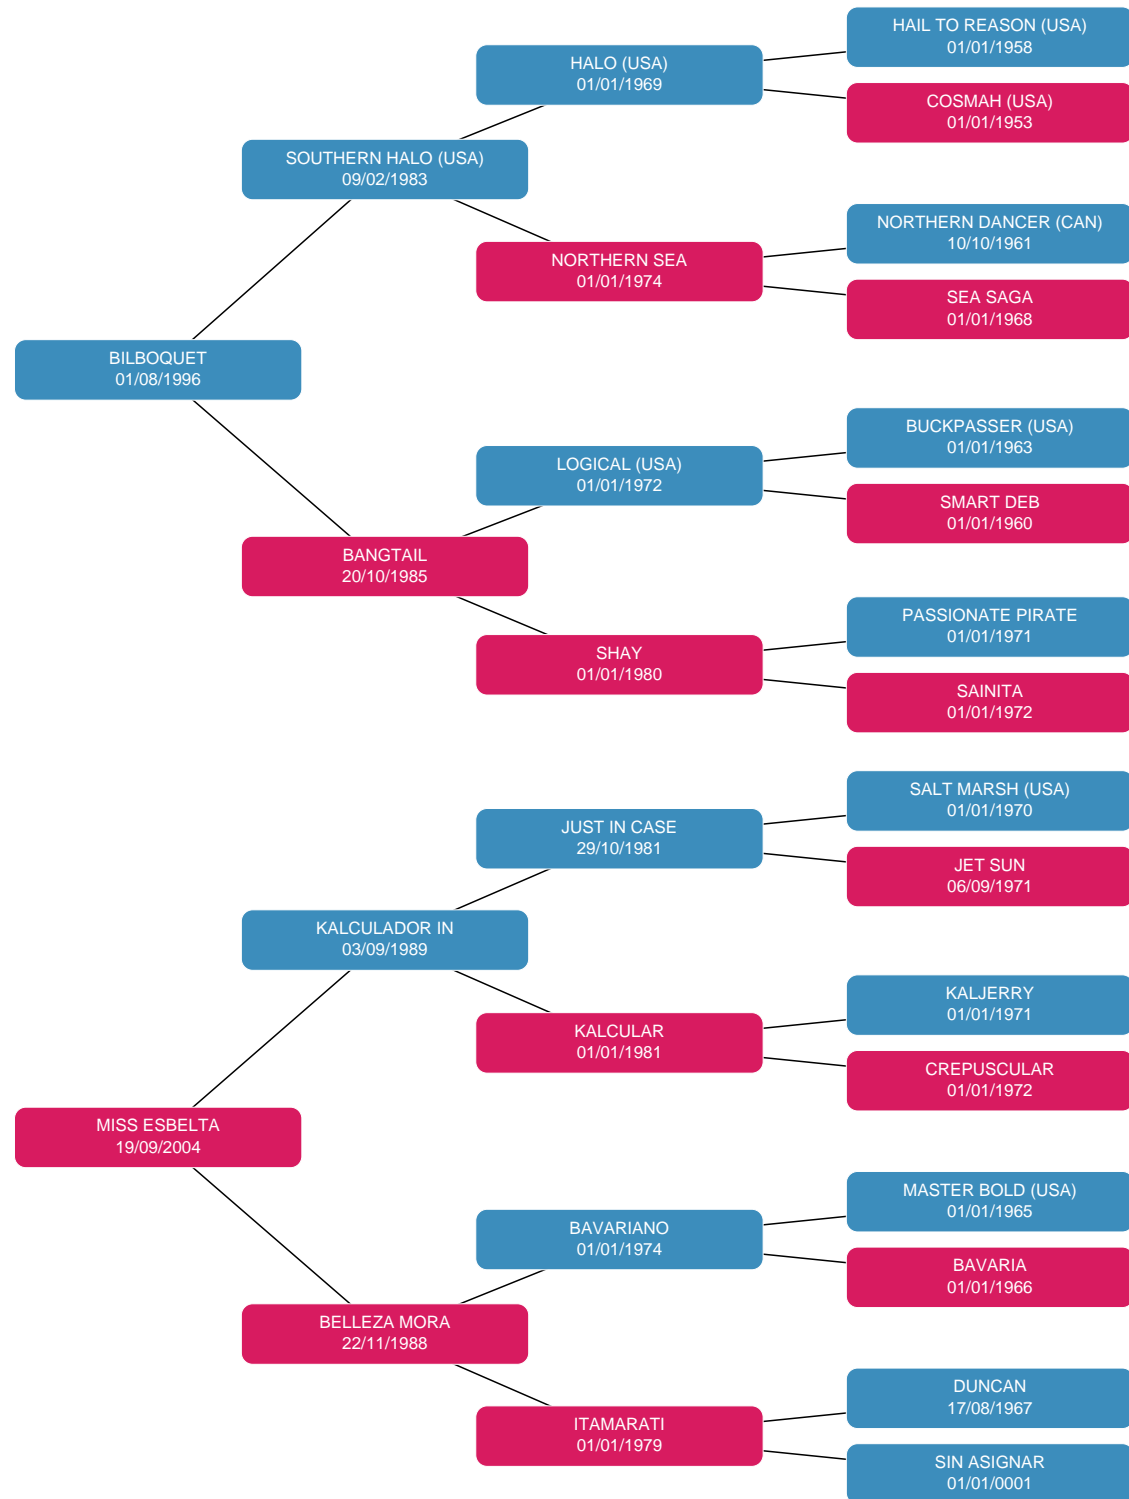 HAIL TO REASON (USA)
01/01/1958
HALO (USA)
01/01/1969
COSMAH (USA)
01/01/1953
SOUTHERN HALO (USA)
09/02/1983
NORTHERN DANCER (CAN)
10/10/1961
NORTHERN SEA
01/01/1974
SEA SAGA
01/01/1968
BILBOQUET
01/08/1996
BUCKPASSER (USA)
01/01/1963
LOGICAL (USA)
01/01/1972
SMART DEB
01/01/1960
BANGTAIL
20/10/1985
PASSIONATE PIRATE
01/01/1971
SHAY
01/01/1980
SAINITA
01/01/1972
SALT MARSH (USA)
01/01/1970
JUST IN CASE
29/10/1981
JET SUN
06/09/1971
KALCULADOR IN
03/09/1989
KALJERRY
01/01/1971
KALCULAR
01/01/1981
CREPUSCULAR
01/01/1972
MISS ESBELTA
19/09/2004
MASTER BOLD (USA)
01/01/1965
BAVARIANO
01/01/1974
BAVARIA
01/01/1966
BELLEZA MORA
22/11/1988
DUNCAN
17/08/1967
ITAMARATI
01/01/1979
SIN ASIGNAR
01/01/0001